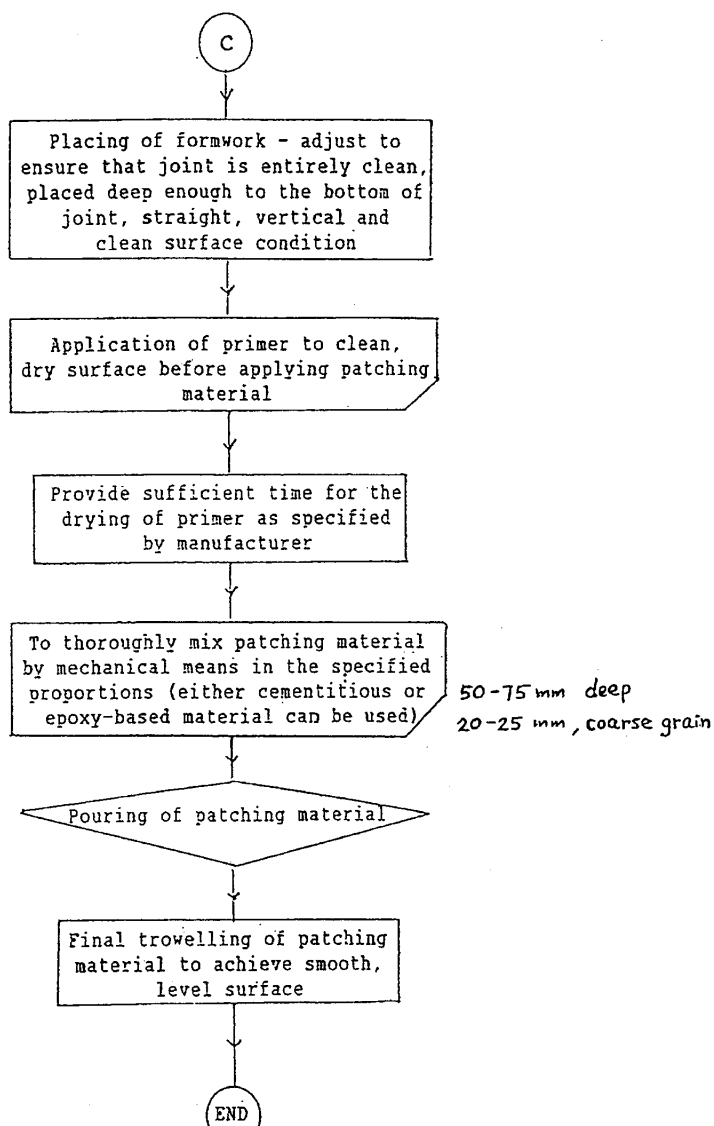 C
Placing of formwork - adjust to
ensure that joint is entirely clean,
placed deep enough to the bottom of
joint, straight, vertical and
clean surface condition
Application of primer to clean,
dry surface before applying patching
material
Provide sufficient time for the
drying of primer as specified
by manufacturer
To thoroughly mix patching material
by mechanical means in the specified
proportions (either cementitious or
epoxy-based material can be used)
50-75 mm deep
20-25 mm, coarse grain
Pouring of patching material
Final trowelling of patching
material to achieve smooth,
level surface
END